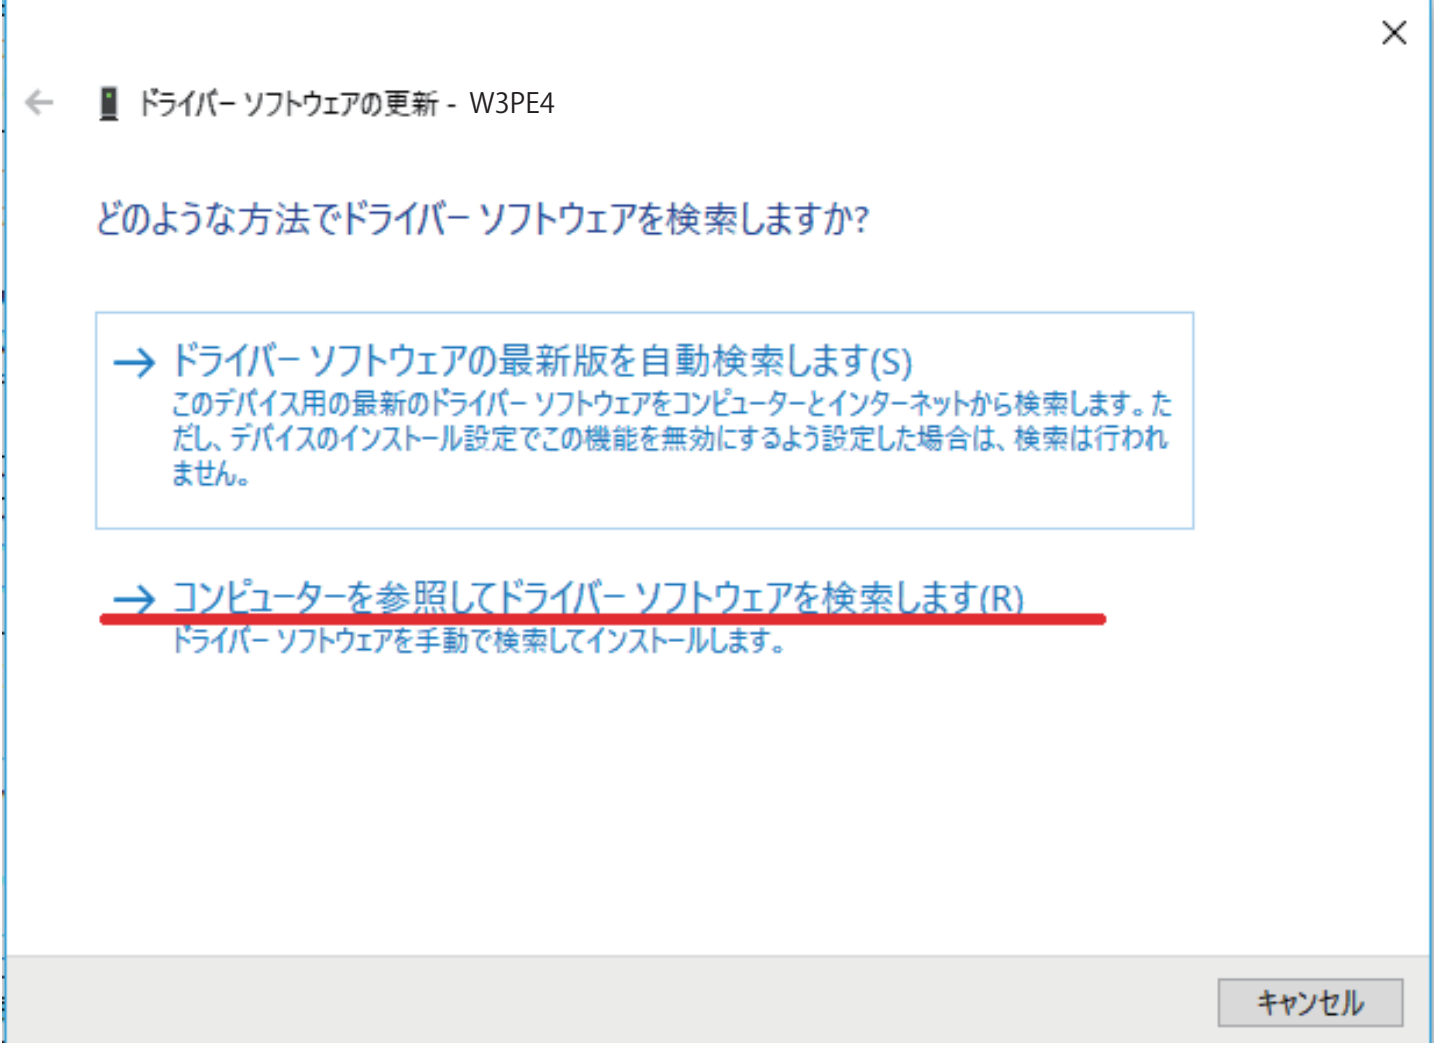 ドライバー ソフトウェアの更新 - W3PE4
どのような方法でドライバー ソフトウェアを検索しますか?
→ ドライバー ソフトウェアの最新版を自動検索します(S)
このデバイス用の最新のドライバー ソフトウェアをコンピューターとインターネットから検索します。た
だし、デバイスのインストール設定でこの機能を無効にするよう設定した場合は、検索は行われ
ません。
→ コンピューターを参照してドライバー ソフトウェアを検索します(R)
ドライバー ソフトウェアを手動で検索してインストールします。
キャンセル